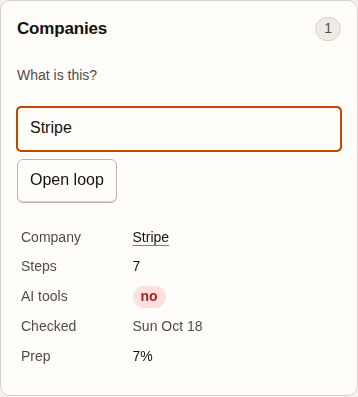 Companies 1
What is this?
Stripe
Open loop
Company Stripe
Steps 7
AI tools no
Checked Sun Oct 18
Prep 7%